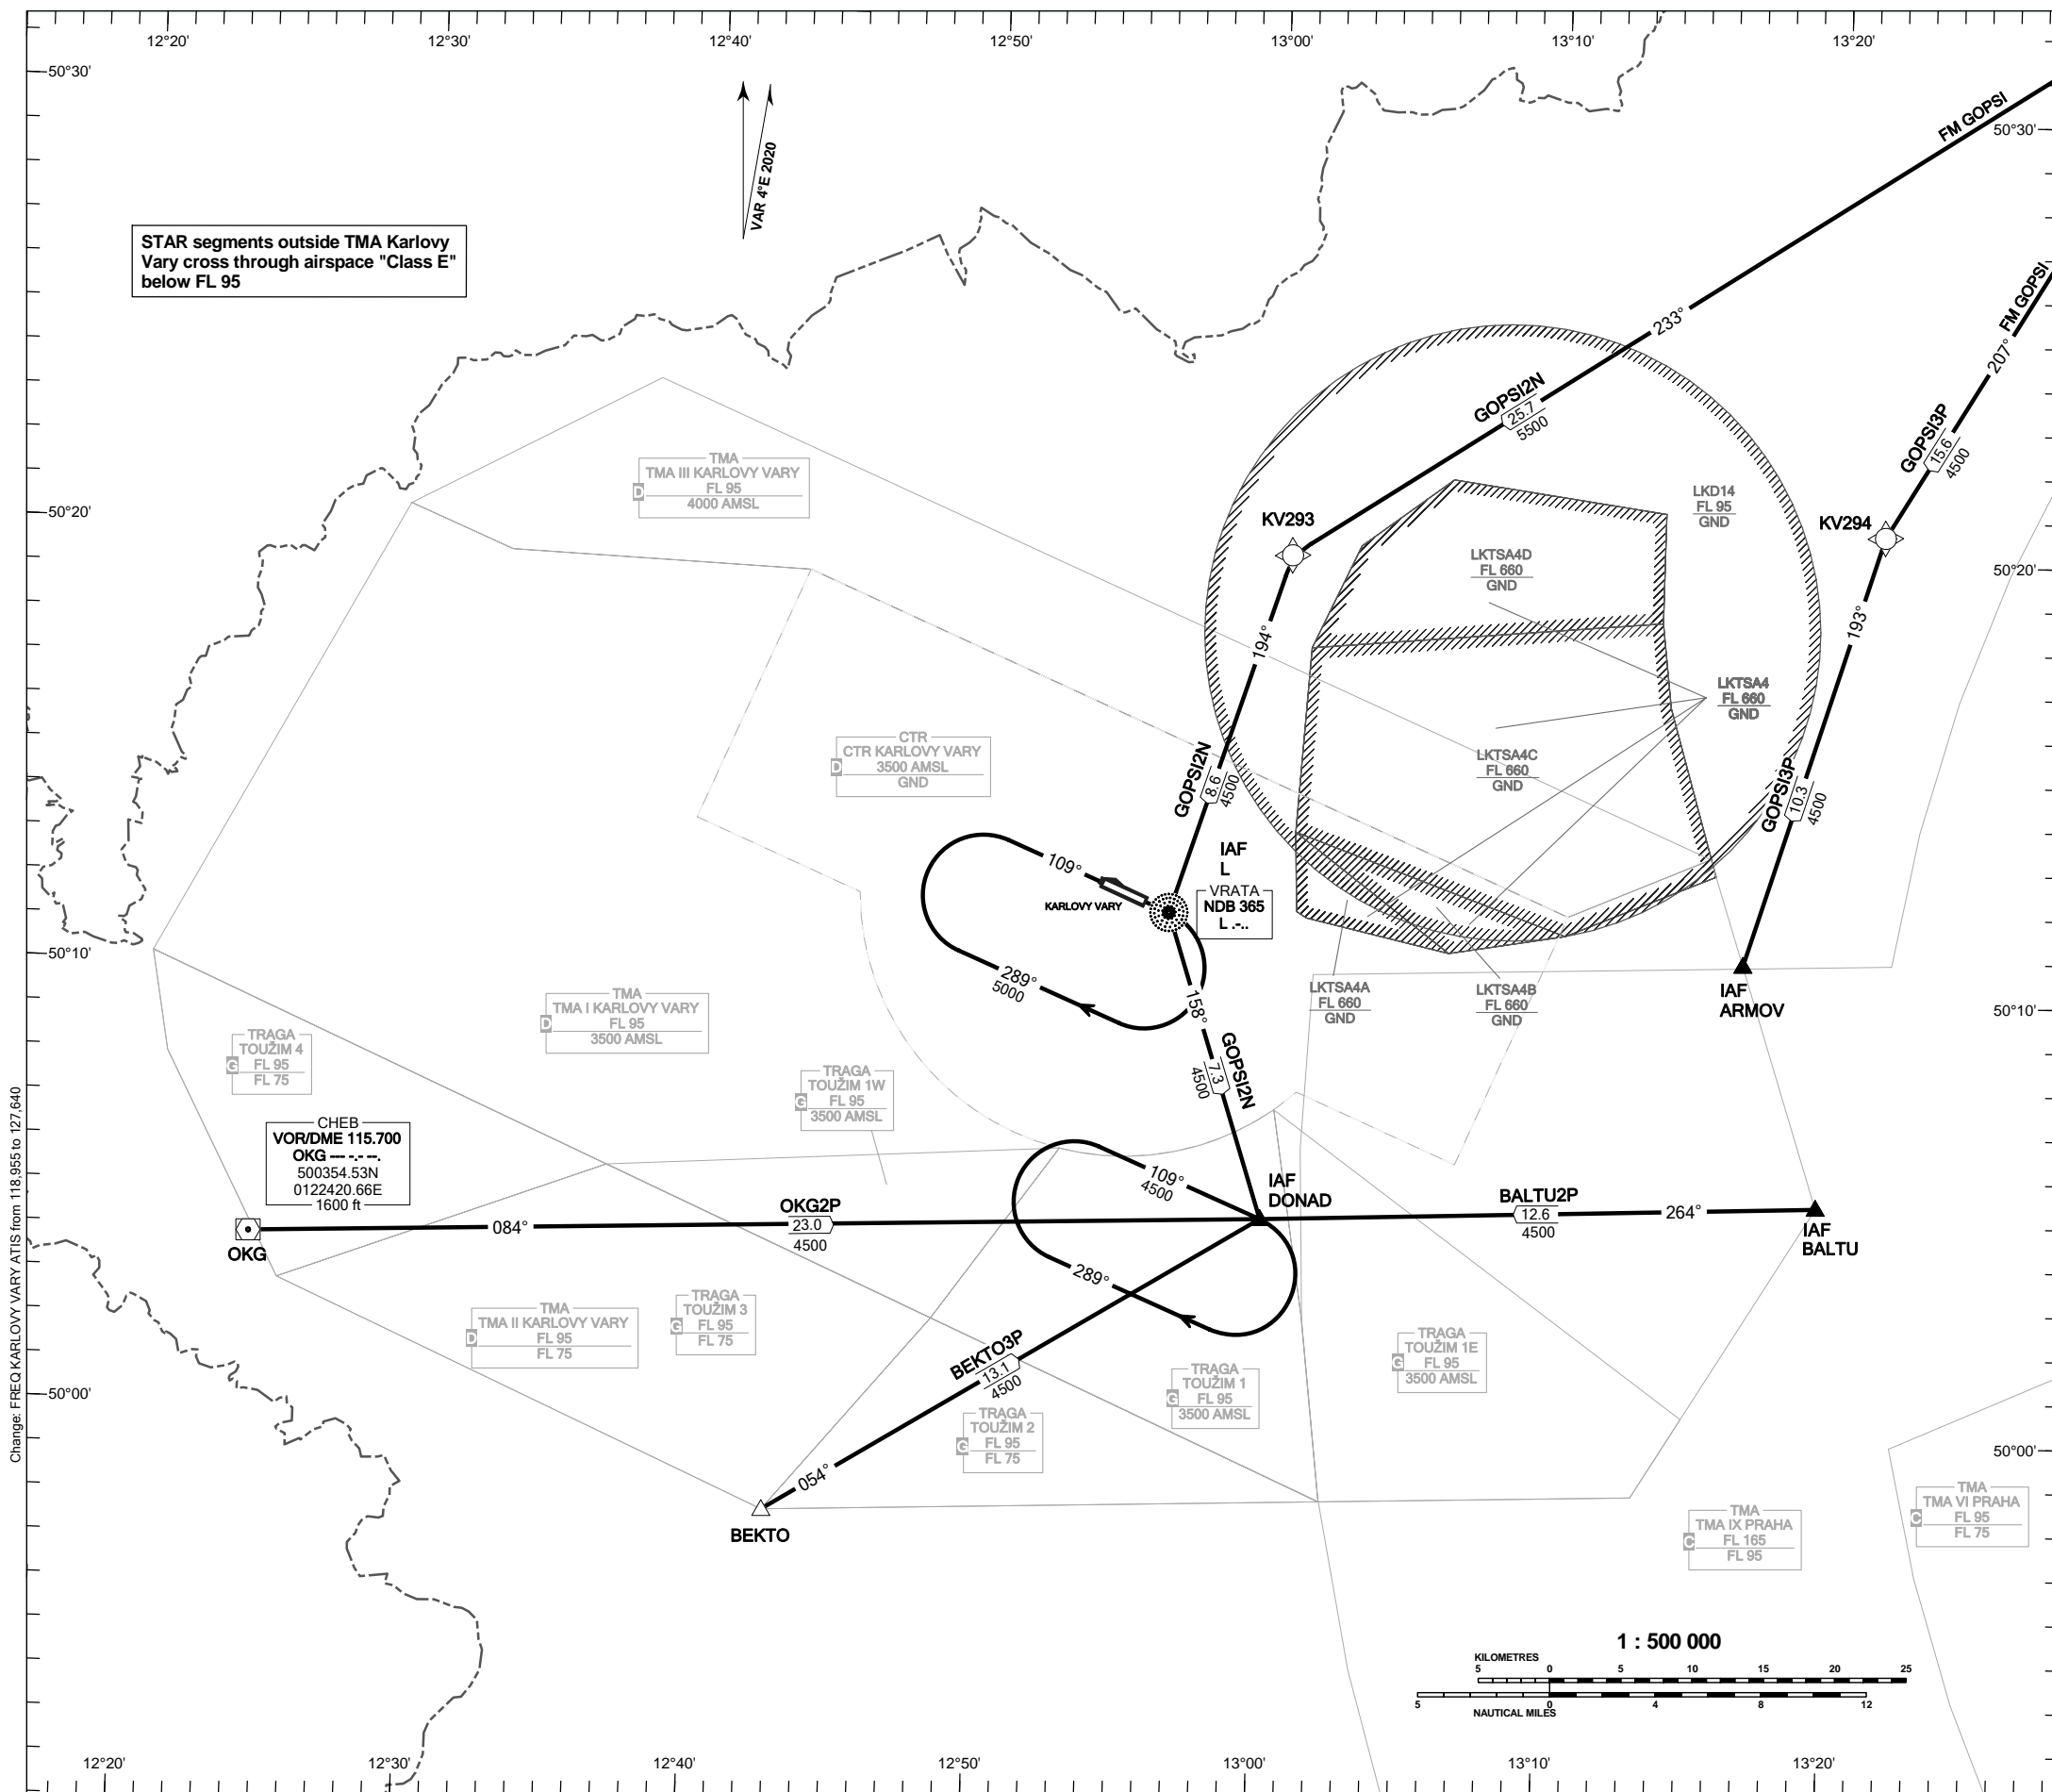 12°20'
12°30'
12°40'
12°50'
13°00'
13°10'
13°20'
50°30'
50°30'
FM GOPSI
VAR 4°E 2020
STAR segments outside TMA Karlovy
Vary cross through airspace "Class E"
below FL 95
FM GOPSI
233°
207°
GOPSI2N
25.7
5500
GOPSI3P
15.6
4500
TMA
TMA III KARLOVY VARY
D
FL 95
4000 AMSL
LKD14
FL 95
GND
50°20'
KV293
KV294
50°20'
LKTSA4D
FL 660
GND
194°
193°
LKTSA4
FL 660
GND
CTR
CTR KARLOVY VARY
D
3500 AMSL
GND
GOPSI2N
8.6
4500
LKTSA4C
FL 660
GND
GOPSI3P
10.3
4500
109°
IAF
L
KARLOVY VARY
VRATA
NDB 365
L .-..
50°10'
289°
5000
158°
LKTSA4A
FL 660
GND
LKTSA4B
FL 660
GND
IAF
ARMOV
50°10'
TMA
TMA I KARLOVY VARY
D
FL 95
3500 AMSL
TRAGA
TOUŽIM 4
G
FL 95
FL 75
TRAGA
TOUŽIM 1W
G
FL 95
3500 AMSL
GOPSI2N
7.3
4500
CHEB
VOR/DME 115.700
OKG --- -.- --.
500354.53N
0122420.66E
1600 ft
109°
4500
IAF
DONAD
OKG
084°
OKG2P
23.0
4500
BALTU2P
12.6
4500
264°
IAF
BALTU
289°
TMA
TMA II KARLOVY VARY
D
FL 95
FL 75
TRAGA
TOUŽIM 3
G
FL 95
FL 75
BEKTO3P
13.1
4500
TRAGA
TOUŽIM 1
G
FL 95
3500 AMSL
TRAGA
TOUŽIM 1E
G
FL 95
3500 AMSL
50°00'
TRAGA
TOUŽIM 2
G
FL 95
FL 75
50°00'
054°
BEKTO
TMA
TMA IX PRAHA
C
FL 165
FL 95
TMA
TMA VI PRAHA
C
FL 95
FL 75
Change: FREQ KARLOVY VARY ATIS from 118,955 to 127,640
1 : 500 000
KILOMETRES
5 0 5 10 15 20 25
5 0 4 8 12
NAUTICAL MILES
12°20'
12°30'
12°40'
12°50'
13°00'
13°10'
13°20'